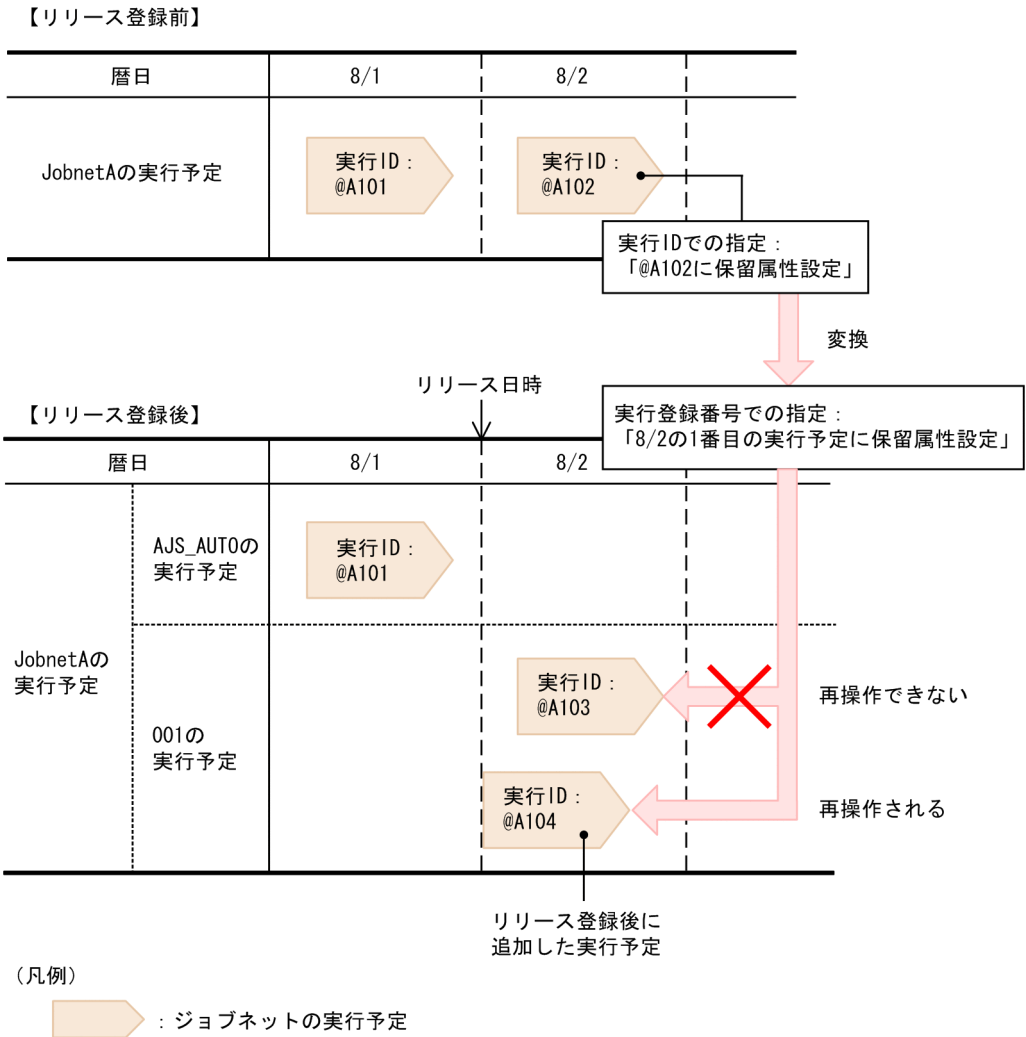 【リリース登録前】
暦日
8/1
8/2
JobnetAの実行予定
実行ID：
@A101
実行ID：
@A102
実行IDでの指定：
「@A102に保留属性設定」
変換
リリース日時
【リリース登録後】
実行登録番号での指定：
「8/2の1番目の実行予定に保留属性設定」
暦日
8/1
8/2
JobnetAの
実行予定
AJS_AUTOの
実行予定
実行ID：
@A101
001の
実行予定
実行ID：
@A103
再操作できない
実行ID：
@A104
再操作される
リリース登録後に
追加した実行予定
（凡例）
：ジョブネットの実行予定